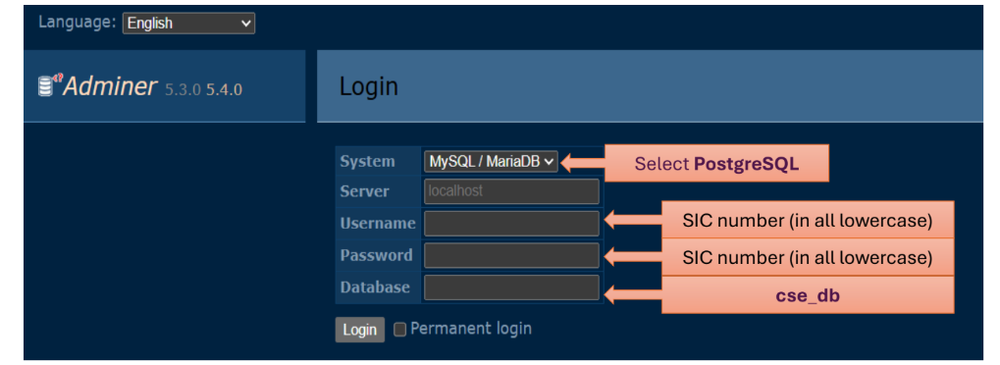 Language: English
Adminer 5.3.0 5.4.0
Login
System MySQL / MariaDB Select PostgreSQL
Server localhost
Username SIC number (in all lowercase)
Password SIC number (in all lowercase)
Database cse_db
Login Permanent login